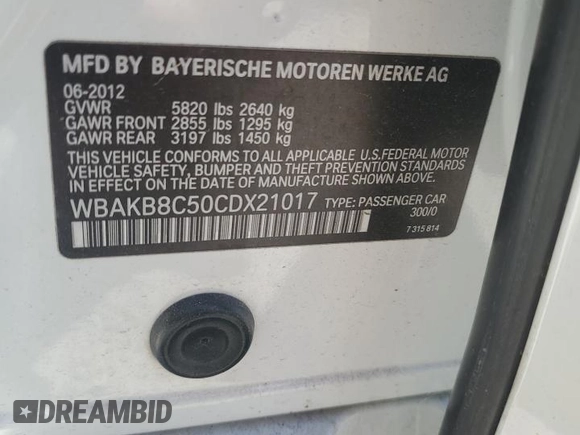 MFD BY BAYERISCHE MOTOREN WERKE AG
06-2012
GVWR 5820 lbs 2640 kg
GAWR FRONT 2855 lbs 1295 kg
GAWR REAR 3197 lbs 1450 kg
THIS VEHICLE CONFORMS TO ALL APPLICABLE U.S.FEDERAL MOTOR
VEHICLE SAFETY, BUMPER AND THEFT PREVENTION
STANDARDS IN EFFECT ON THE DATE OF MANUFACTURE SHOWN ABOVE.
WBAKB8C50CDX21017 TYPE: PASSENGER CAR
300/0
7 315 814
DREAMBID